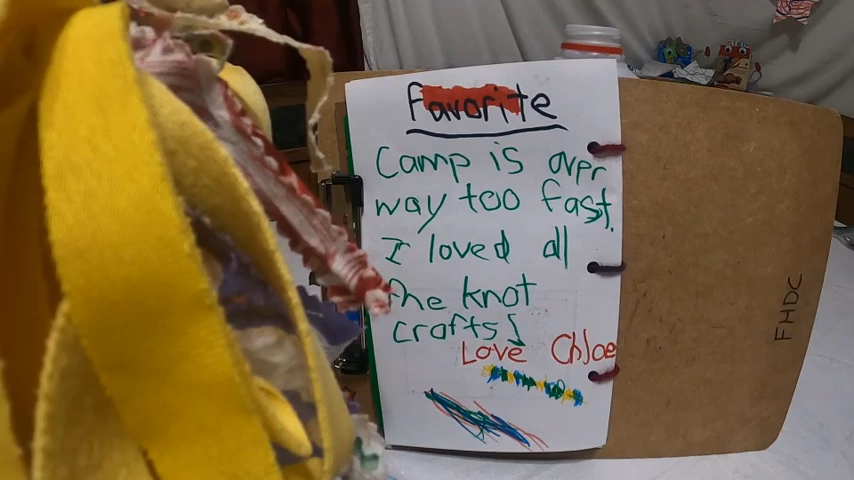 Favorite
Camp is over
way too fast.
I loved all
the knot
crafts!
Love Chloe
FHDC